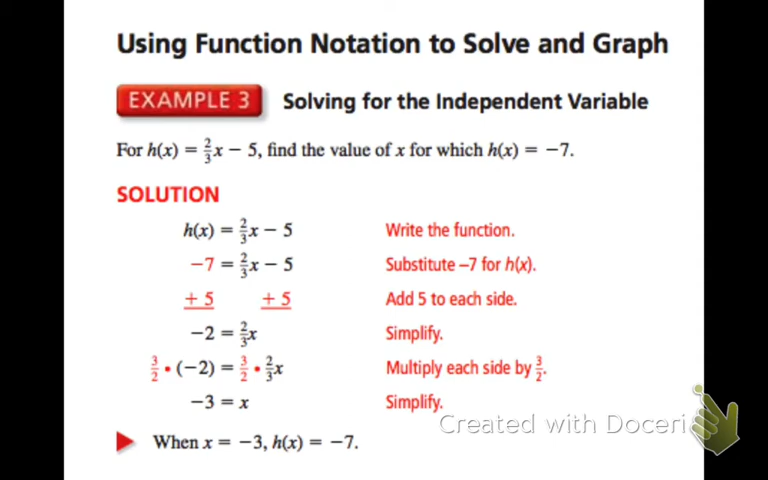 Using Function Notation to Solve and Graph
EXAMPLE 3 Solving for the Independent Variable
For h(x) = 2/3x − 5, find the value of x for which h(x) = −7.
SOLUTION
h(x) = 2/3x − 5 Write the function.
−7 = 2/3x − 5 Substitute −7 for h(x).
+ 5 + 5 Add 5 to each side.
−2 = 2/3x Simplify.
3/2 • (−2) = 3/2 • 2/3x Multiply each side by 3/2.
−3 = x Simplify.
Created with Doceri
When x = −3, h(x) = −7.